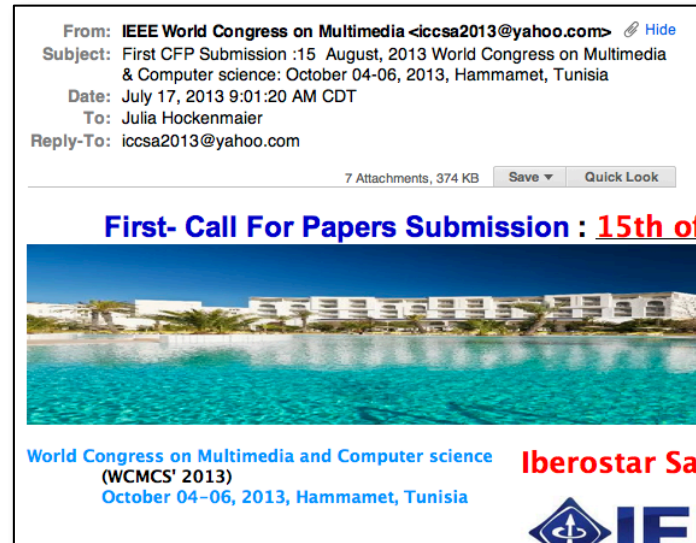 From: IEEE World Congress on Multimedia <iccsa2013@yahoo.com> Hide
Subject: First CFP Submission :15 August, 2013 World Congress on Multimedia
& Computer science: October 04-06, 2013, Hammamet, Tunisia
Date: July 17, 2013 9:01:20 AM CDT
To: Julia Hockenmaier
Reply-To: iccsa2013@yahoo.com
7 Attachments, 374 KB Save ▼ Quick Look
First- Call For Papers Submission : 15th of
World Congress on Multimedia and Computer science
(WCMCS' 2013)
October 04-06, 2013, Hammamet, Tunisia
Iberostar Sa
IE